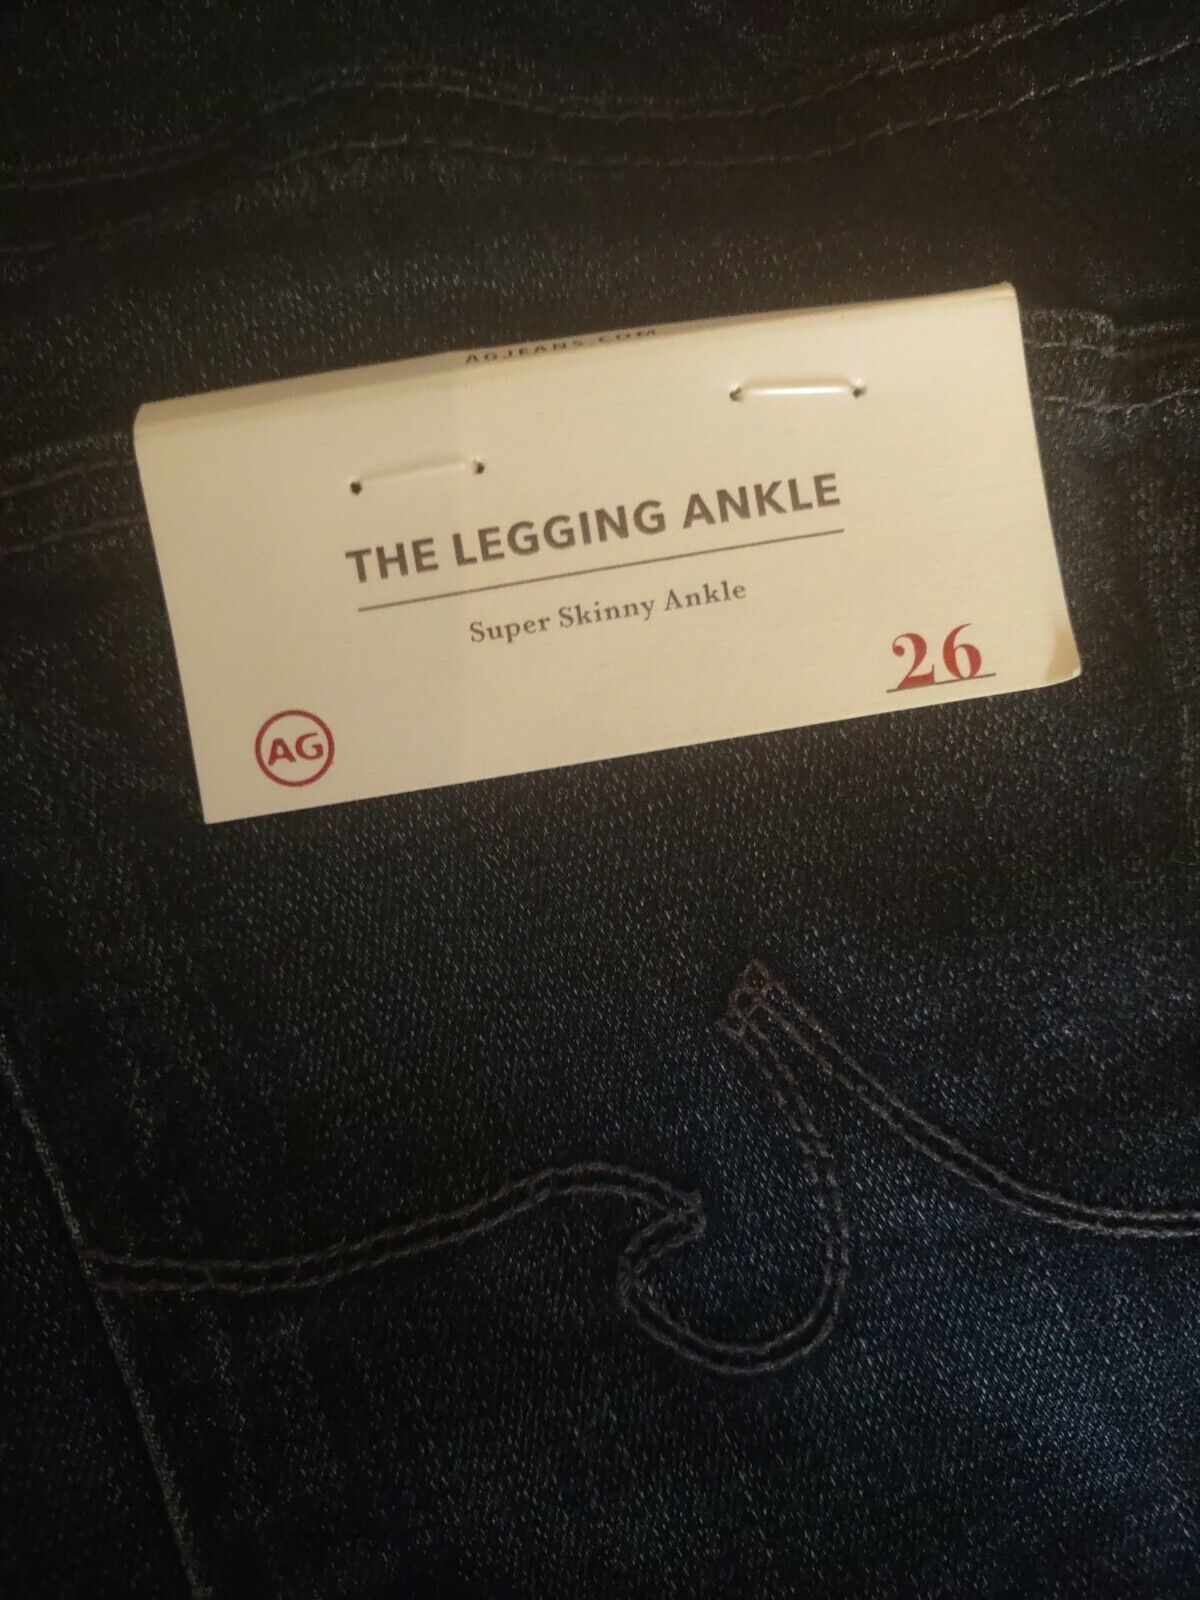 AGJEANS.COM
THE LEGGING ANKLE
Super Skinny Ankle
26
AG